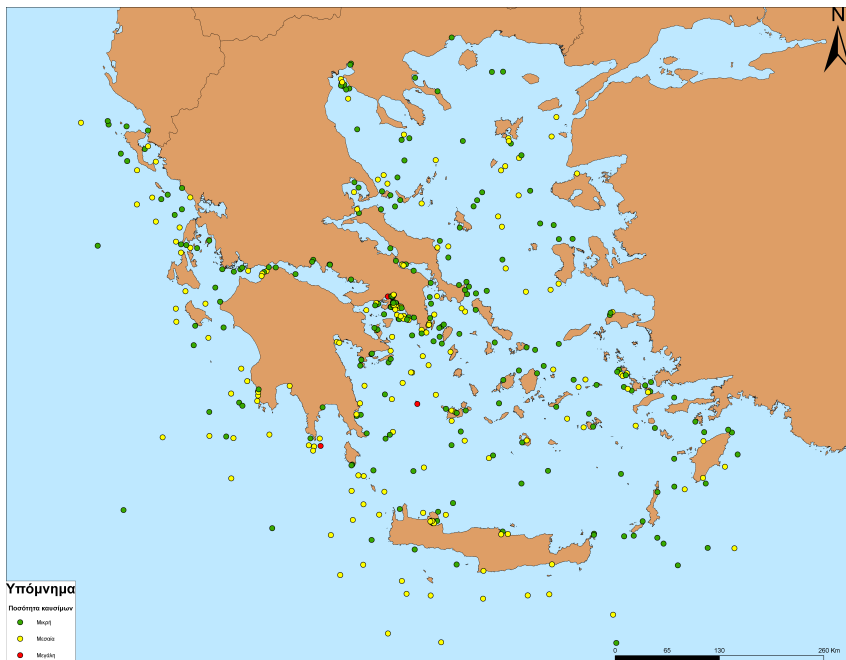 N
Υπόμνημα
Ποσότητα καυσίμων
Μικρή
Μεσαία
Μεγάλη
0 65 130 260 Km